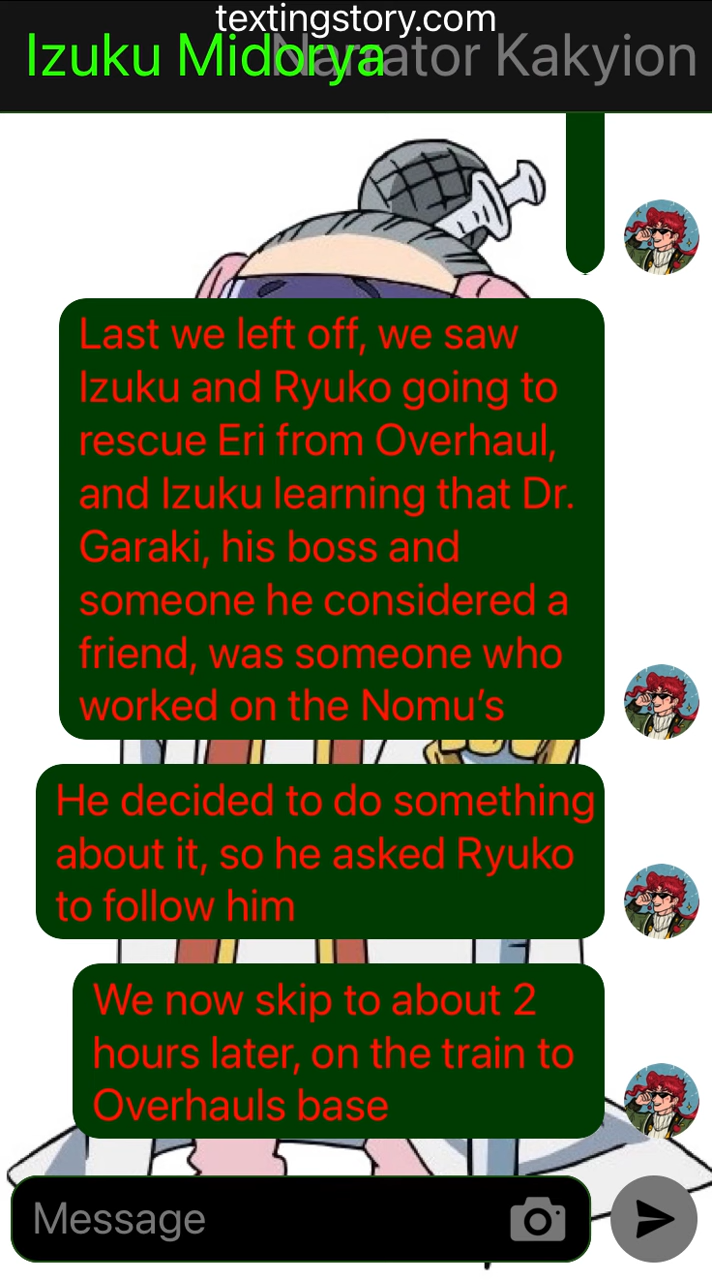 textingstory.com
Izuku Midorya Narrator Kakyion
Last we left off, we saw
Izuku and Ryuko going to
rescue Eri from Overhaul,
and Izuku learning that Dr.
Garaki, his boss and
someone he considered a
friend, was someone who
worked on the Nomu’s
He decided to do something
about it, so he asked Ryuko
to follow him
We now skip to about 2
hours later, on the train to
Overhauls base
Message